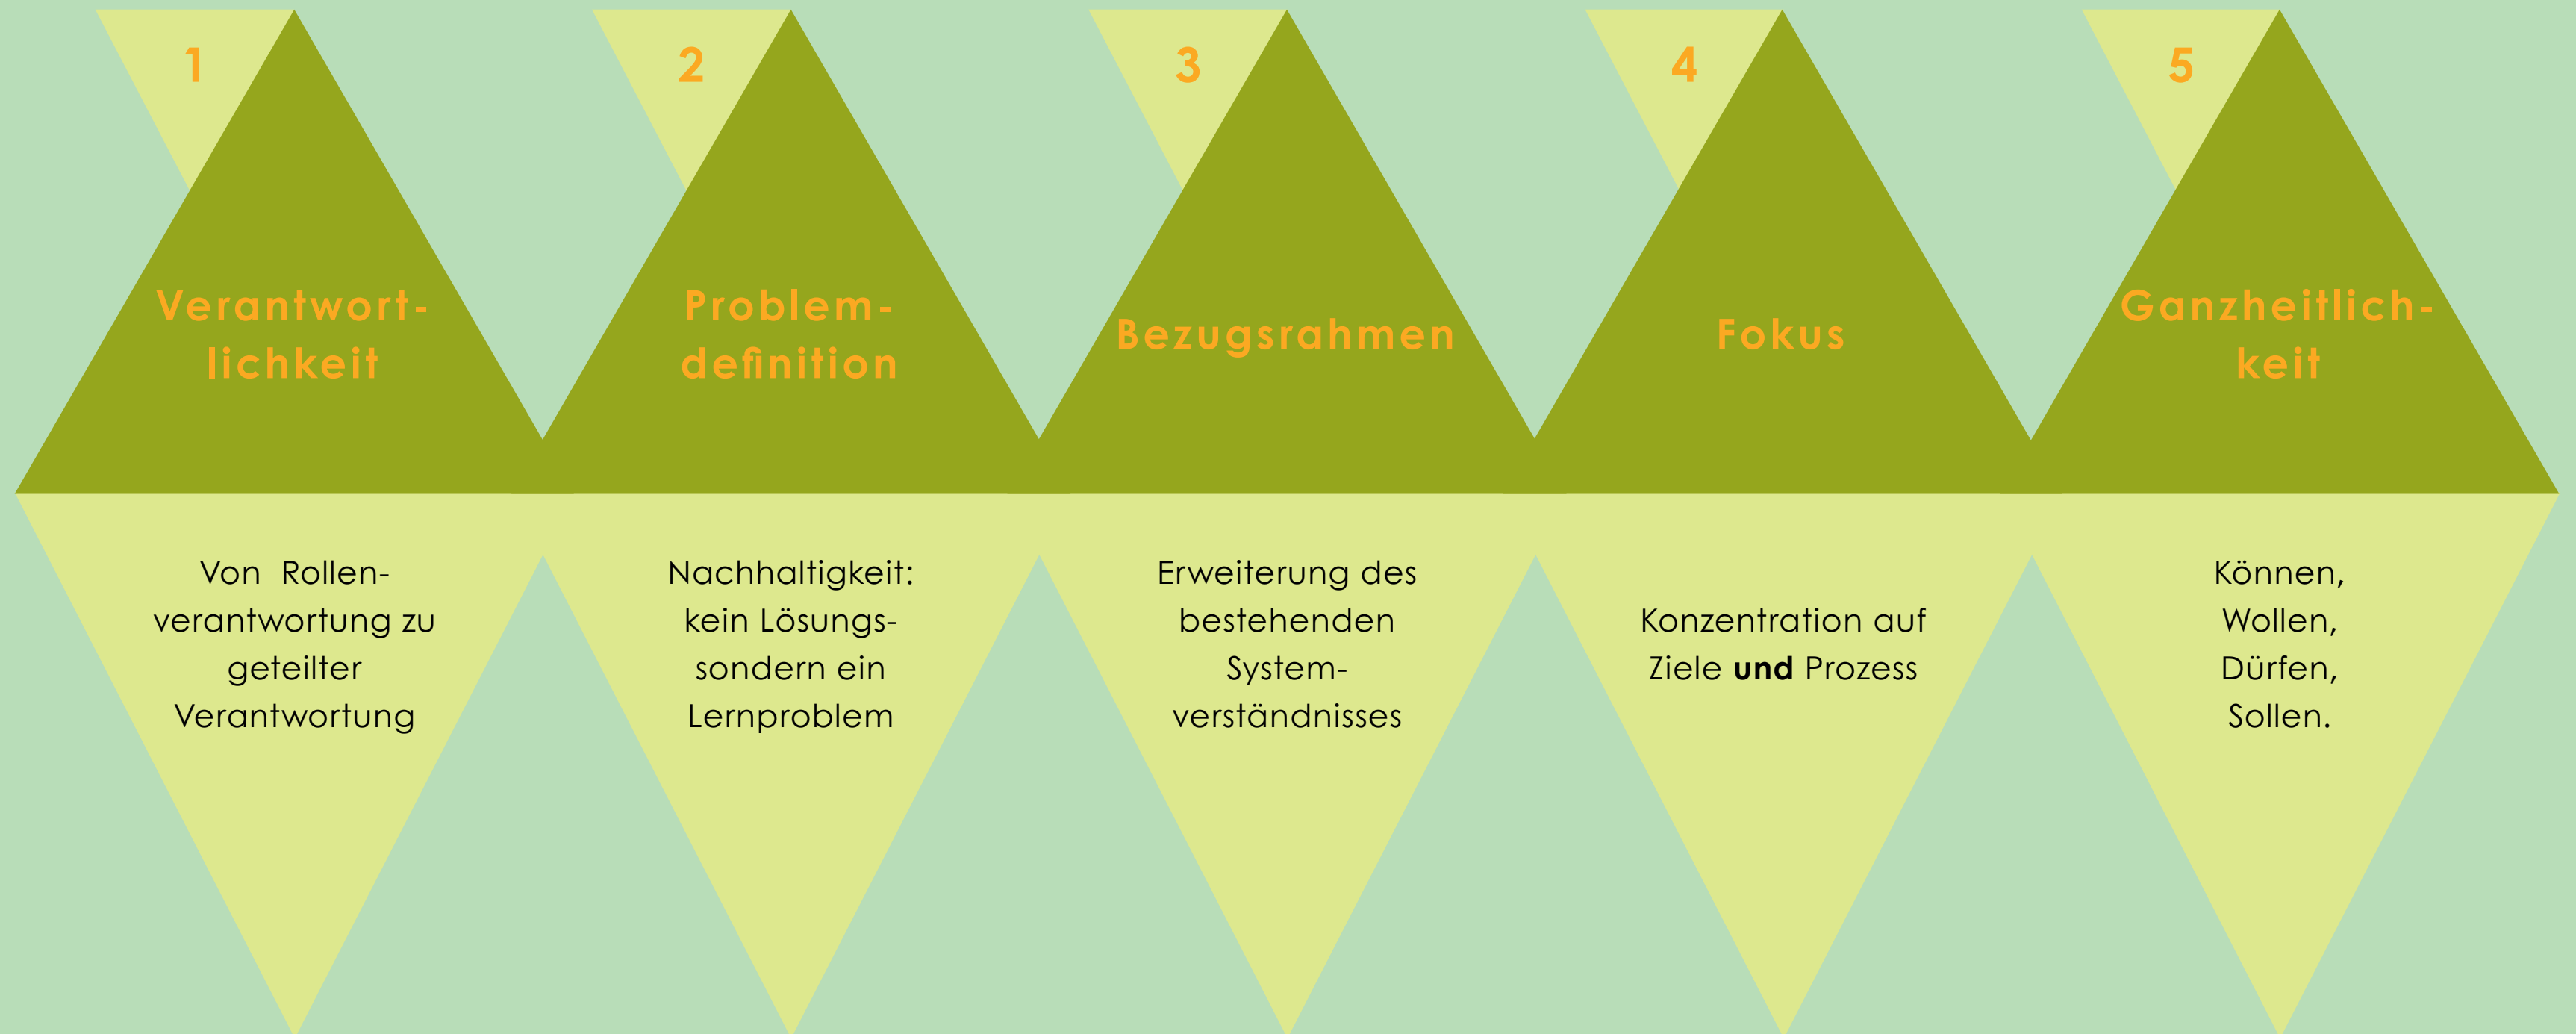 1
Verantwort-
lichkeit
Von Rollen-
verantwortung zu
geteilter
Verantwortung
2
Problem-
definition
Nachhaltigkeit:
kein Lösungs-
sondern ein
Lernproblem
3
Bezugsrahmen
Erweiterung des
bestehenden
System-
verständnisses
4
Fokus
Konzentration auf
Ziele und Prozess
5
Ganzheitlich-
keit
Können,
Wollen,
Dürfen,
Sollen.